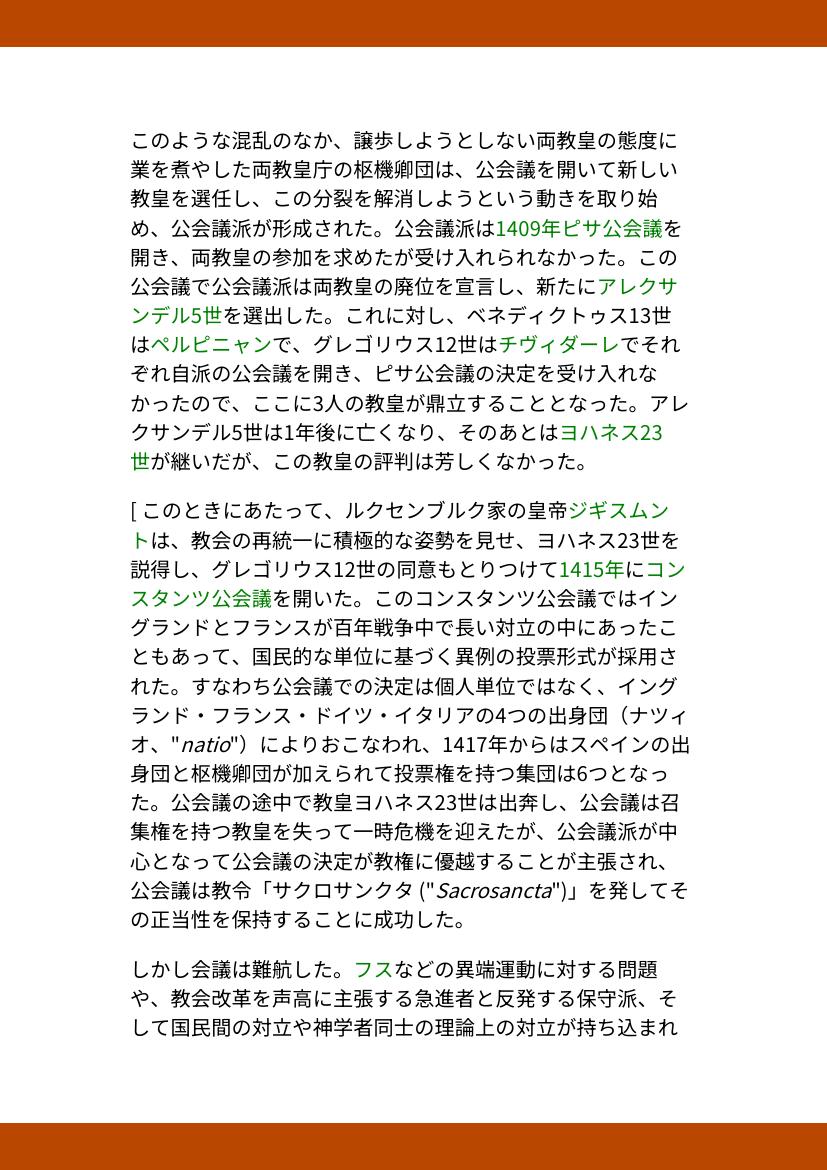 このような混乱のなか、譲歩しようとしない両教皇の態度に
業を煮やした両教皇庁の枢機卿団は、公会議を開いて新しい
教皇を選任し、この分裂を解消しようという動きを取り始
め、公会議派が形成された。公会議派は1409年ピサ公会議を
開き、両教皇の参加を求めたが受け入れられなかった。この
公会議で公会議派は両教皇の廃位を宣言し、新たにアレクサ
ンデル5世を選出した。これに対し、ベネディクトゥス13世
はペルピニャンで、グレゴリウス12世はチヴィダーレでそれ
ぞれ自派の公会議を開き、ピサ公会議の決定を受け入れな
かったので、ここに3人の教皇が鼎立することとなった。アレ
クサンデル5世は1年後に亡くなり、そのあとはヨハネス23
世が継いだが、この教皇の評判は芳しくなかった。
[ このときにあたって、ルクセンブルク家の皇帝ジギスムン
トは、教会の再統一に積極的な姿勢を見せ、ヨハネス23世を
説得し、グレゴリウス12世の同意もとりつけて1415年にコン
スタンツ公会議を開いた。このコンスタンツ公会議ではイン
グランドとフランスが百年戦争中で長い対立の中にあったこ
ともあって、国民的な単位に基づく異例の投票形式が採用さ
れた。すなわち公会議での決定は個人単位ではなく、イング
ランド・フランス・ドイツ・イタリアの4つの出身団（ナツィ
オ、"natio"）によりおこなわれ、1417年からはスペインの出
身団と枢機卿団が加えられて投票権を持つ集団は6つとなっ
た。公会議の途中で教皇ヨハネス23世は出奔し、公会議は召
集権を持つ教皇を失って一時危機を迎えたが、公会議派が中
心となって公会議の決定が教権に優越することが主張され、
公会議は教令「サクロサンクタ ("Sacrosancta")」を発してそ
の正当性を保持することに成功した。
しかし会議は難航した。フスなどの異端運動に対する問題
や、教会改革を声高に主張する急進者と反発する保守派、そ
して国民間の対立や神学者同士の理論上の対立が持ち込まれ